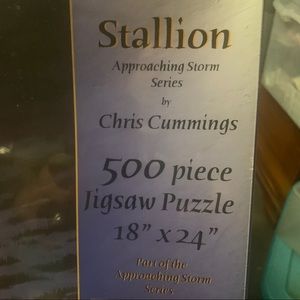 Stallion
Approaching Storm
Series
by
Chris Cummings
500 piece
Jigsaw Puzzle
18" x 24"
Part of the
Approaching Storm
Series